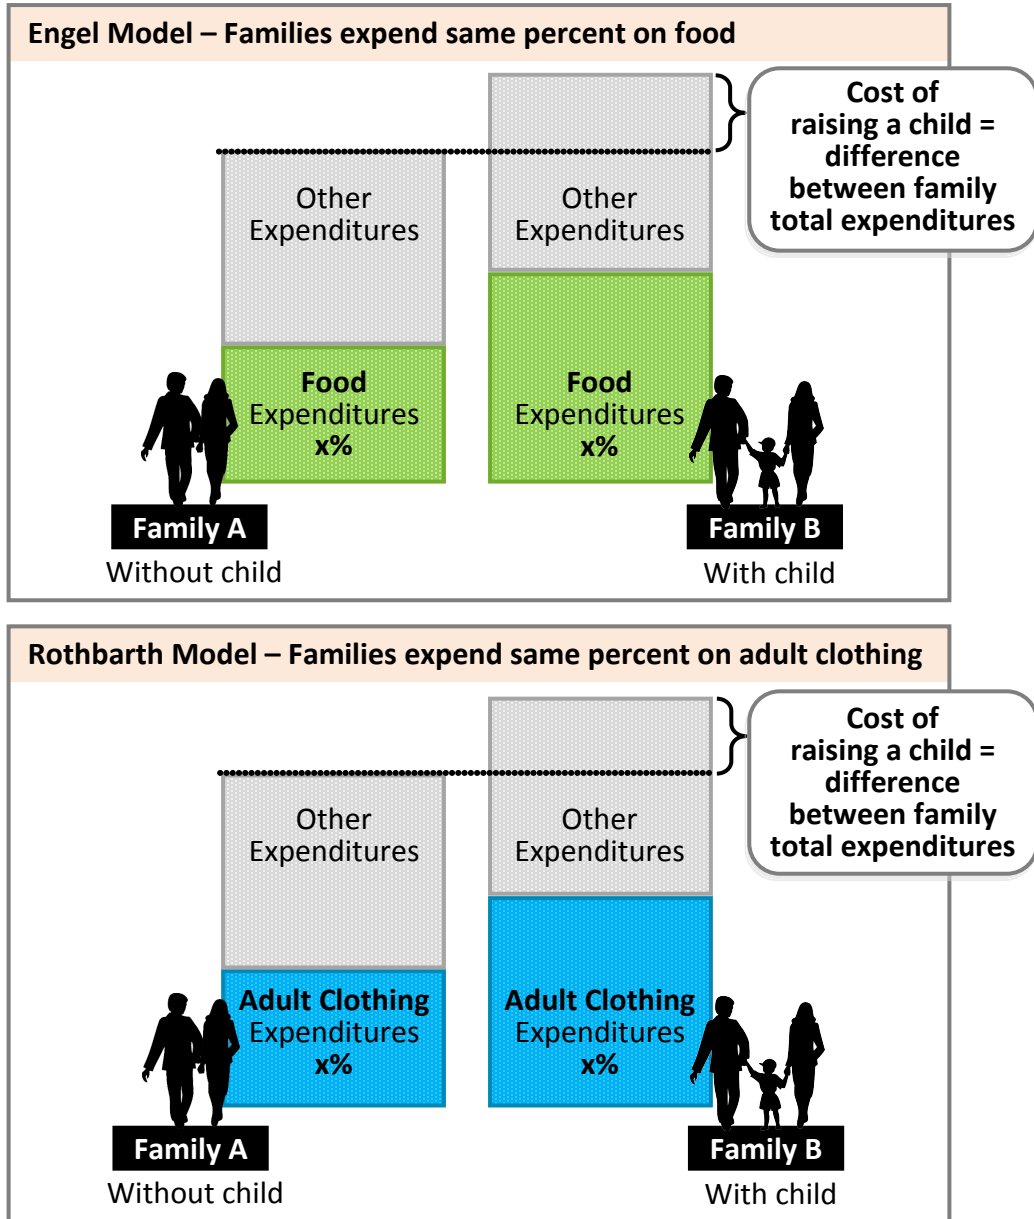 Engel Model – Families expend same percent on food
Cost of
raising a child =
difference
between family
total expenditures
Other
Expenditures
Other
Expenditures
Food
Expenditures
x%
Food
Expenditures
x%
Family A
Without child
Family B
With child
Rothbarth Model – Families expend same percent on adult clothing
Cost of
raising a child =
difference
between family
total expenditures
Other
Expenditures
Other
Expenditures
Adult Clothing
Expenditures
x%
Adult Clothing
Expenditures
x%
Family A
Without child
Family B
With child